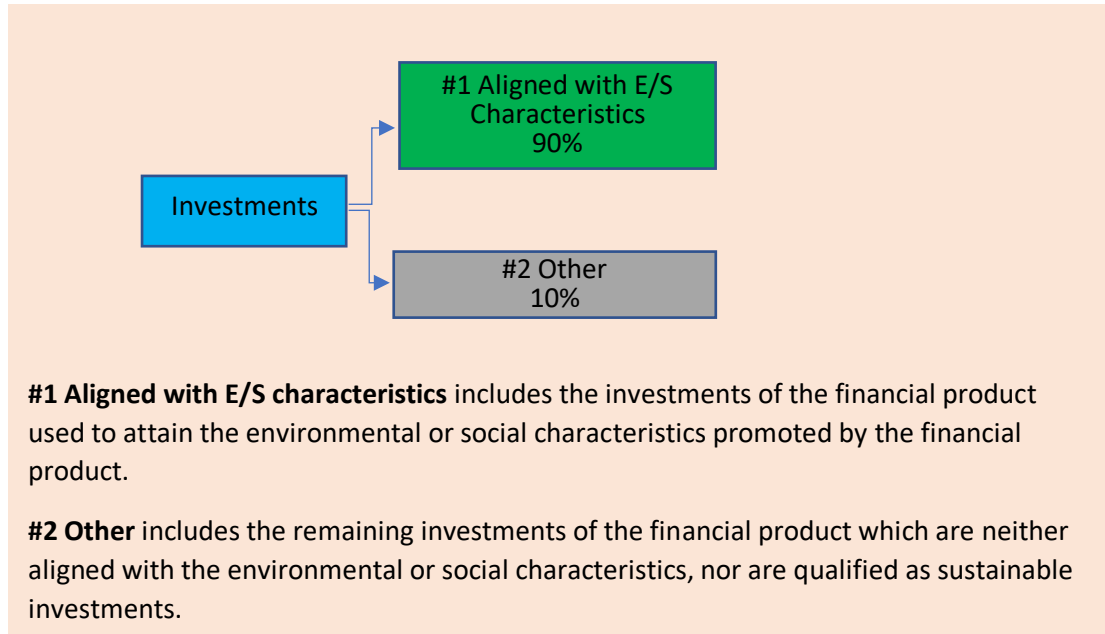 #1 Aligned with E/S
Characteristics
90%
Investments
#2 Other
10%
#1 Aligned with E/S characteristics includes the investments of the financial product
used to attain the environmental or social characteristics promoted by the financial
product.
#2 Other includes the remaining investments of the financial product which are neither
aligned with the environmental or social characteristics, nor are qualified as sustainable
investments.